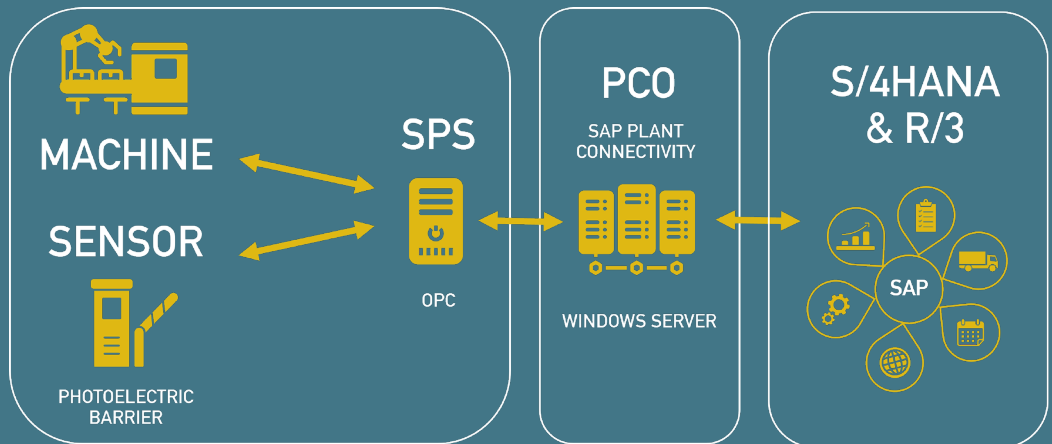 MACHINE
SENSOR
PHOTOELECTRIC
BARRIER
SPS
OPC
PCO
SAP PLANT
CONNECTIVITY
WINDOWS SERVER
S/4HANA
& R/3
SAP